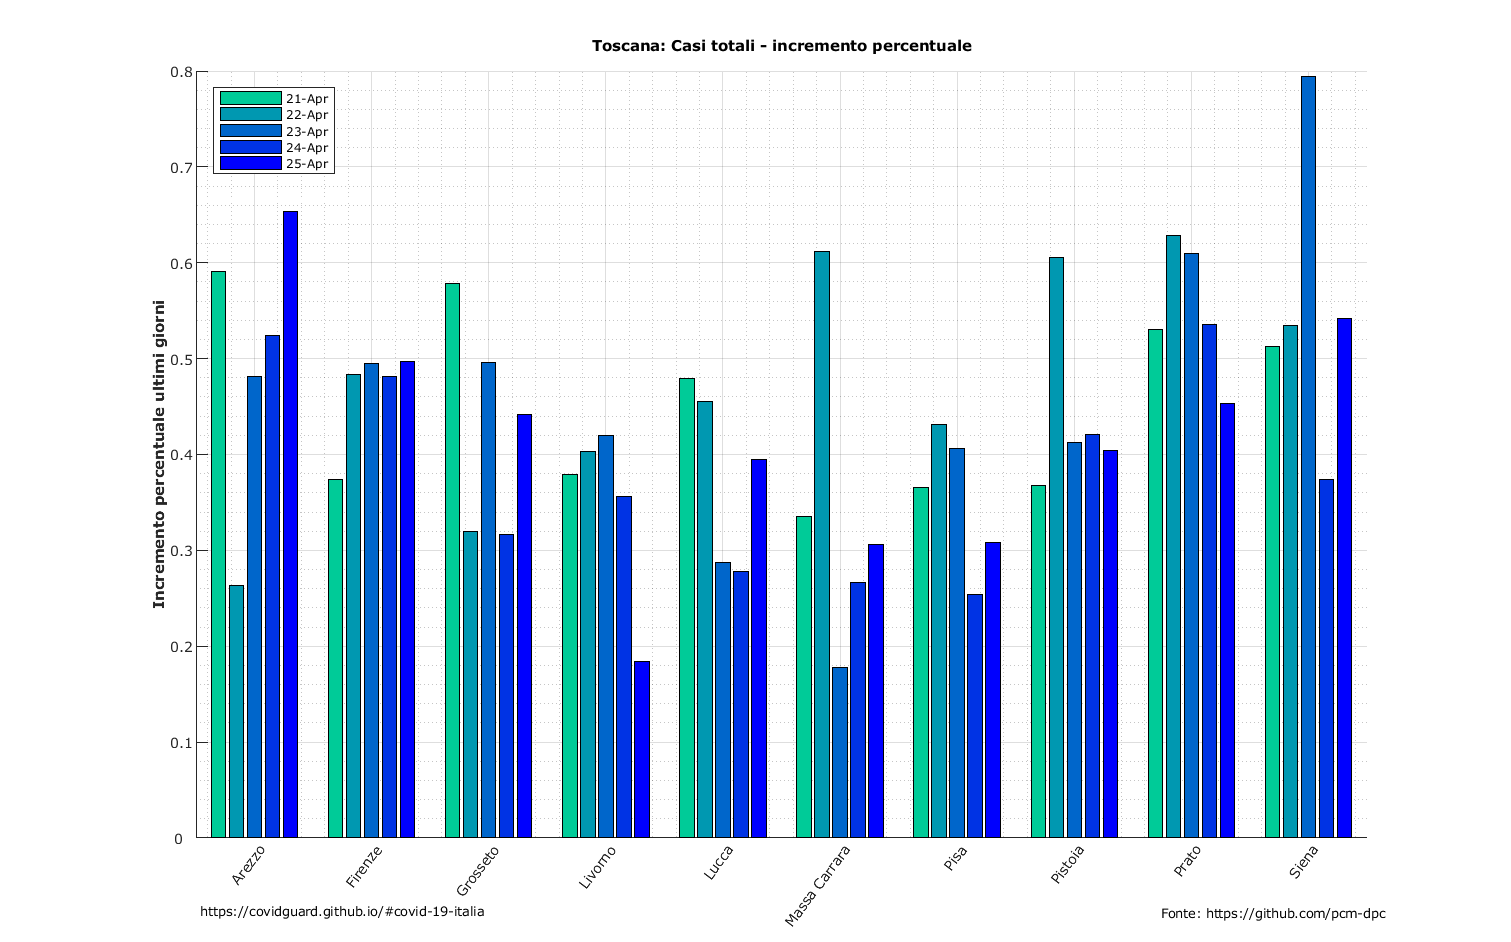 Toscana: Casi totali - incremento percentuale
0.8
0.7
0.6
0.5
0.4
0.3
0.2
0.1
0
Incremento percentuale ultimi giorni
21-Apr
22-Apr
23-Apr
24-Apr
25-Apr
Arezzo
Firenze
Grosseto
Livorno
Lucca
Massa Carrara
Pisa
Pistoia
Prato
Siena
https://covidguard.github.io/#covid-19-italia
Fonte: https://github.com/pcm-dpc